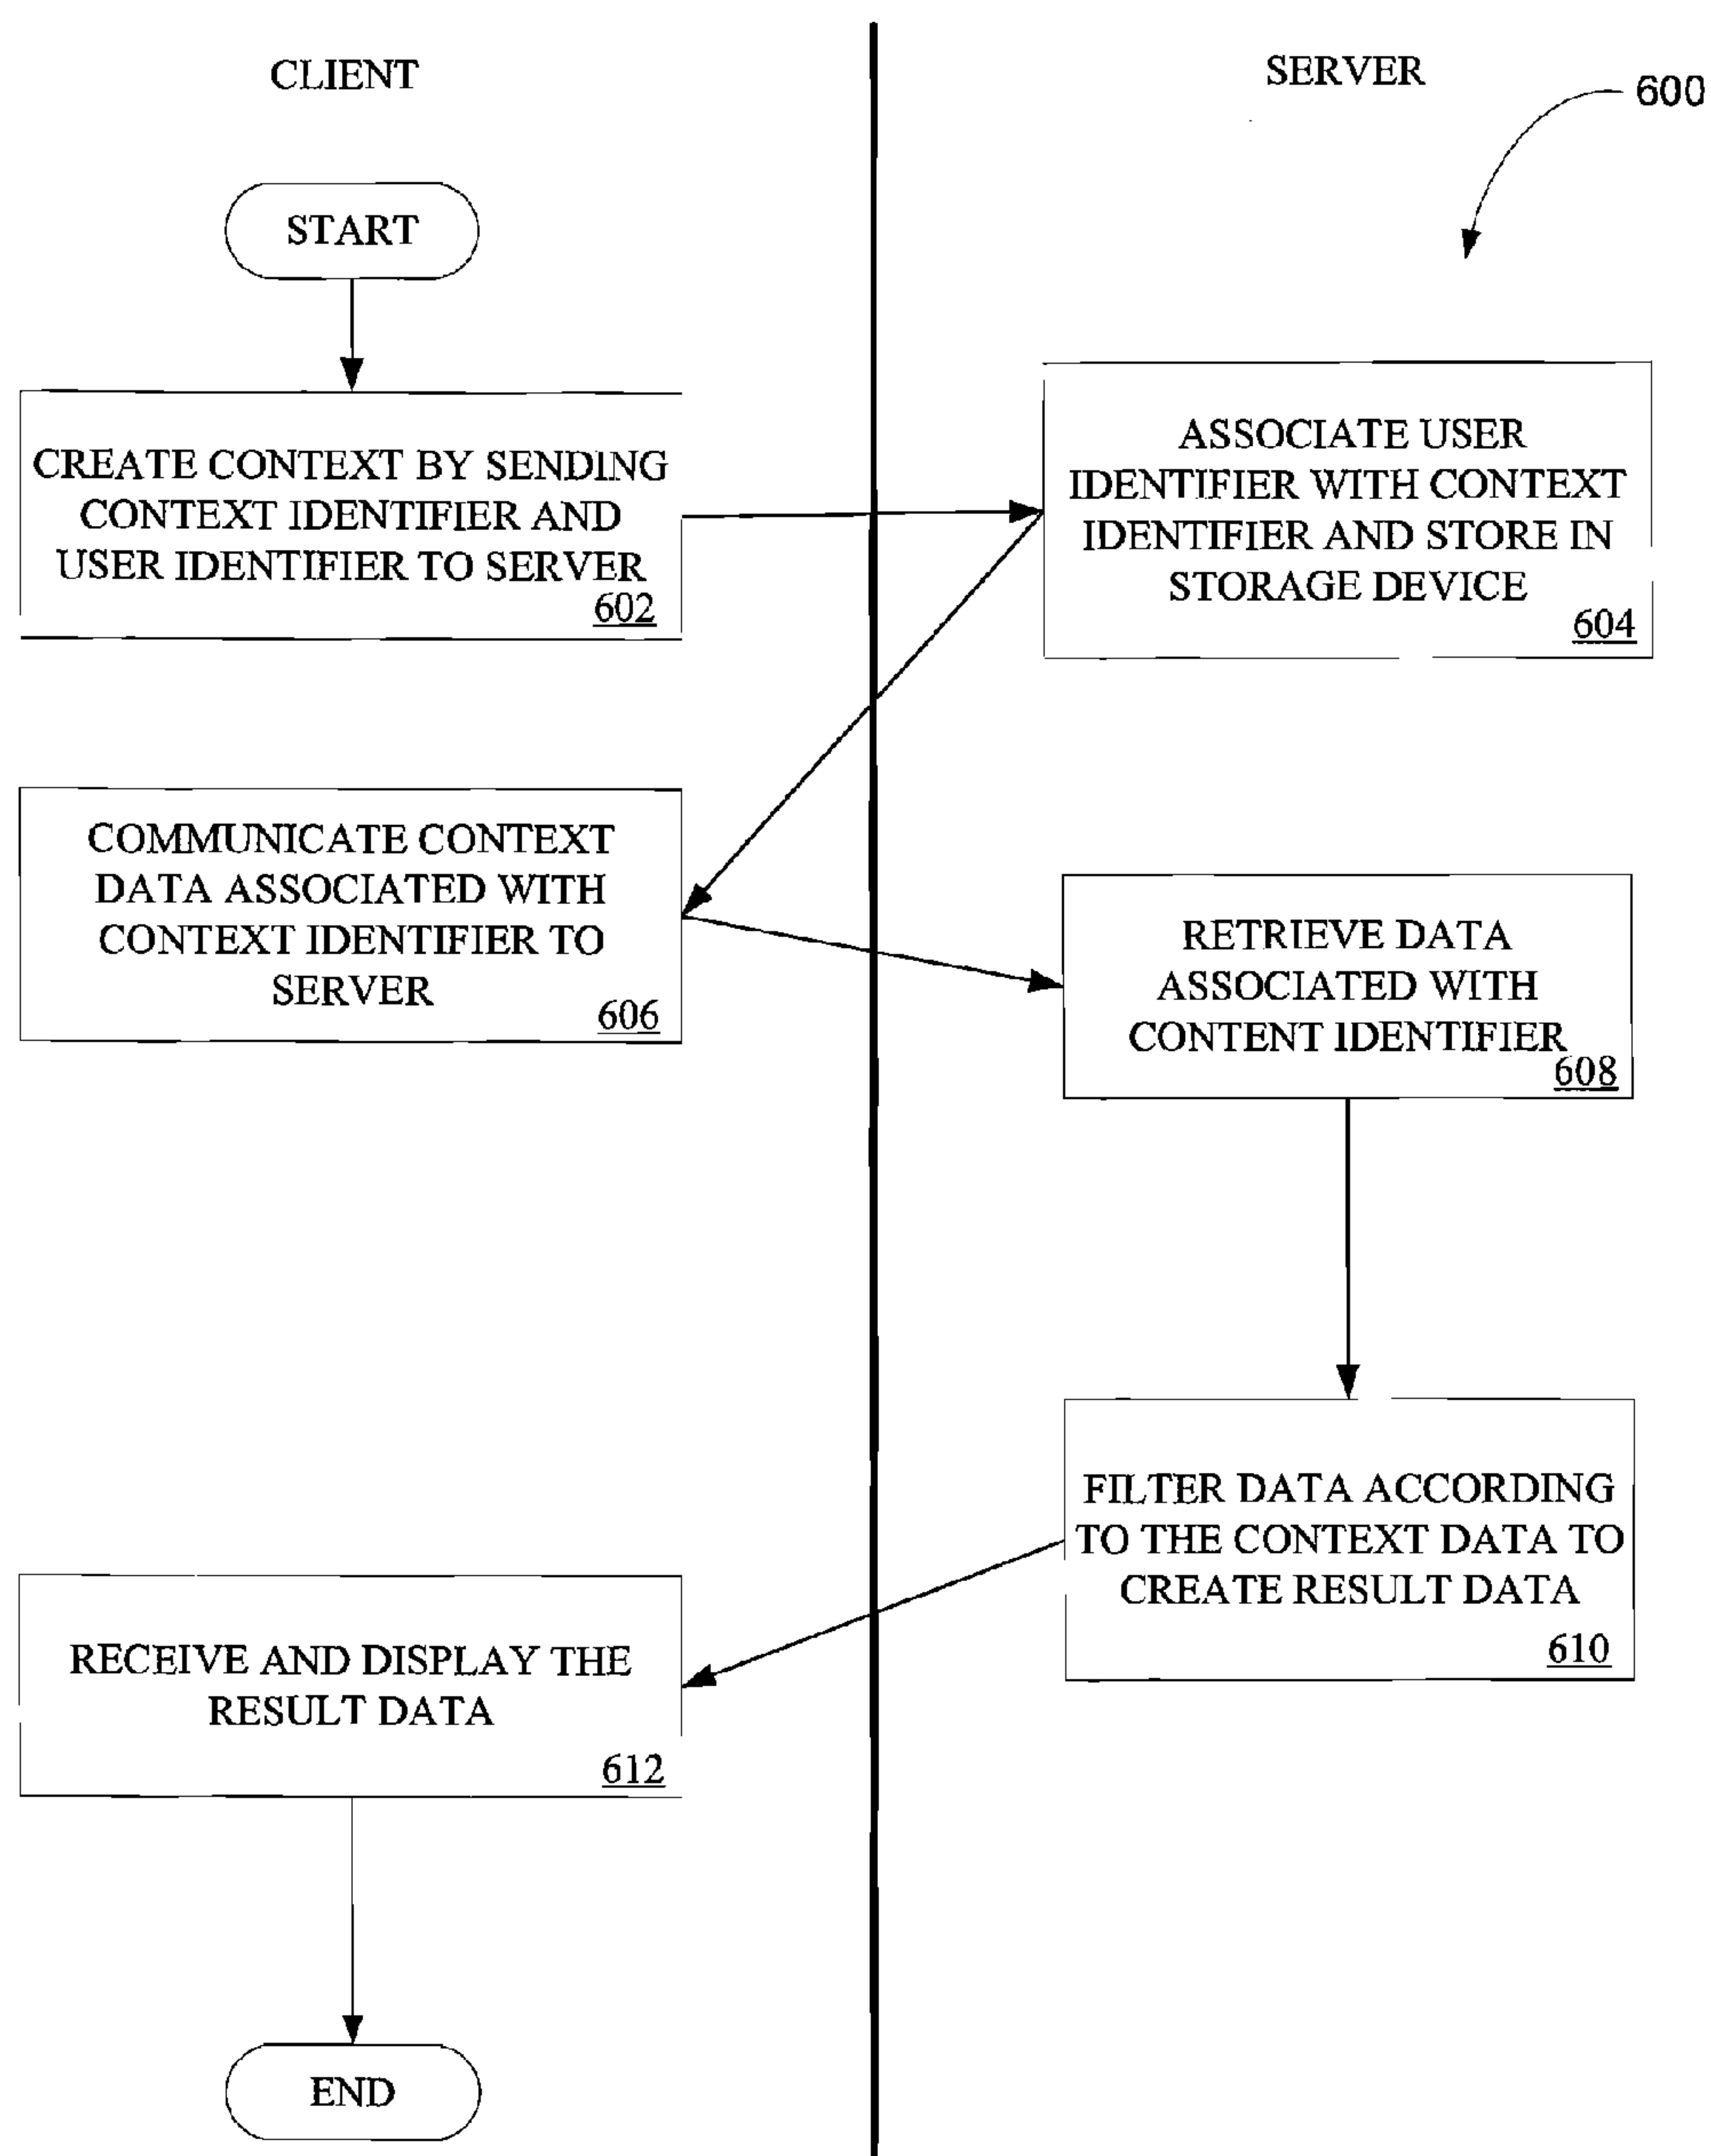 CLIENT
SERVER
600
START
CREATE CONTEXT BY SENDING
CONTEXT IDENTIFIER AND
USER IDENTIFIER TO SERVER
602
ASSOCIATE USER
IDENTIFIER WITH CONTEXT
IDENTIFIER AND STORE IN
STORAGE DEVICE
604
COMMUNICATE CONTEXT
DATA ASSOCIATED WITH
CONTEXT IDENTIFIER TO
SERVER
606
RETRIEVE DATA
ASSOCIATED WITH
CONTENT IDENTIFIER
608
FILTER DATA ACCORDING
TO THE CONTEXT DATA TO
CREATE RESULT DATA
610
RECEIVE AND DISPLAY THE
RESULT DATA
612
END